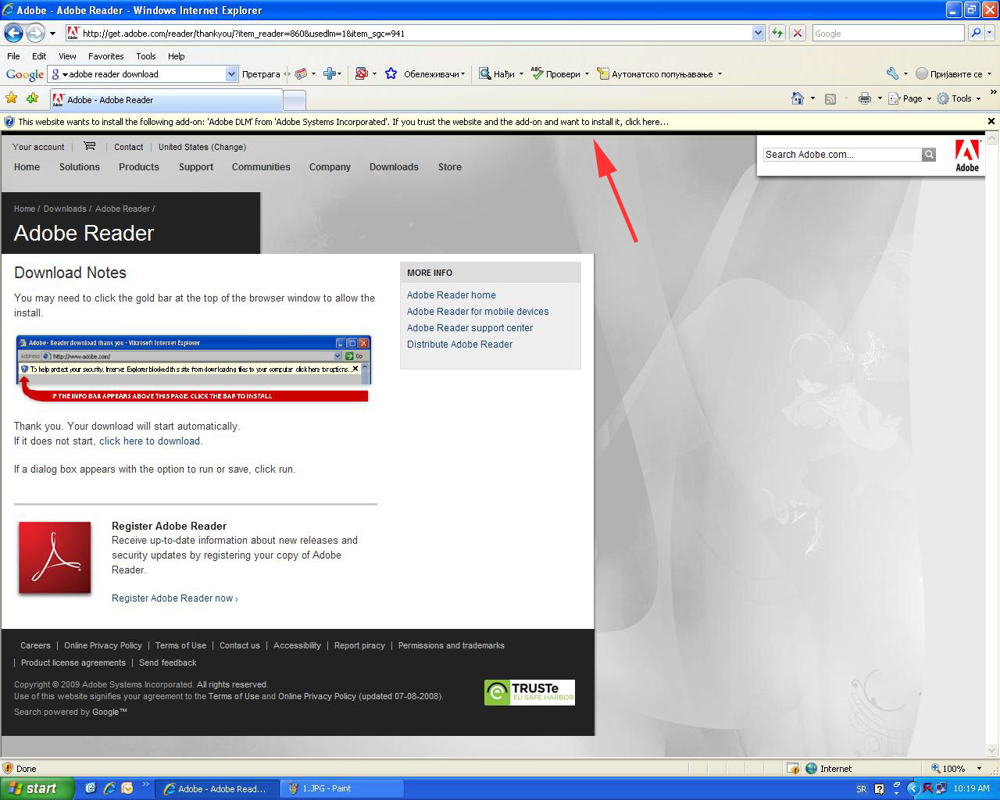 Adobe - Adobe Reader - Windows Internet Explorer
http://get.adobe.com/reader/thankyou/?item_reader=860&usedlm=1&item_sgc=941
Google
File Edit View Favorites Tools Help
Google adobe reader download Претрага Обележивачи Нађи Провери Аутоматско попуњавање Пријавите се
Adobe - Adobe Reader Page Tools
This website wants to install the following add-on: 'Adobe DLM' from 'Adobe Systems Incorporated'. If you trust the website and the add-on and want to install it, click here...
Your account | Contact | United States (Change)
Search Adobe.com...
Adobe
Home Solutions Products Support Communities Company Downloads Store
Home / Downloads / Adobe Reader /
Adobe Reader
Download Notes
You may need to click the gold bar at the top of the browser window to allow the
install.
Adobe - Reader download thank you - Microsoft Internet Explorer
Address http://www.adobe.com/ Go
To help protect your security, Internet Explorer blocked this site from downloading files to your computer. click here for options...
IF THE INFO BAR APPEARS ABOVE THIS PAGE, CLICK THE BAR TO INSTALL
Thank you. Your download will start automatically.
If it does not start, click here to download.
If a dialog box appears with the option to run or save, click run.
MORE INFO
Adobe Reader home
Adobe Reader for mobile devices
Adobe Reader support center
Distribute Adobe Reader
Register Adobe Reader
Receive up-to-date information about new releases and
security updates by registering your copy of Adobe
Reader.
Register Adobe Reader now ›
Careers | Online Privacy Policy | Terms of Use | Contact us | Accessibility | Report piracy | Permissions and trademarks
| Product license agreements | Send feedback
Copyright © 2009 Adobe Systems Incorporated. All rights reserved.
Use of this website signifies your agreement to the Terms of Use and Online Privacy Policy (updated 07-08-2008).
Search powered by Google™
TRUSTe
EU SAFE HARBOR
Done Internet 100%
start Adobe - Adobe Read... 1.JPG - Paint SR 10:19 AM